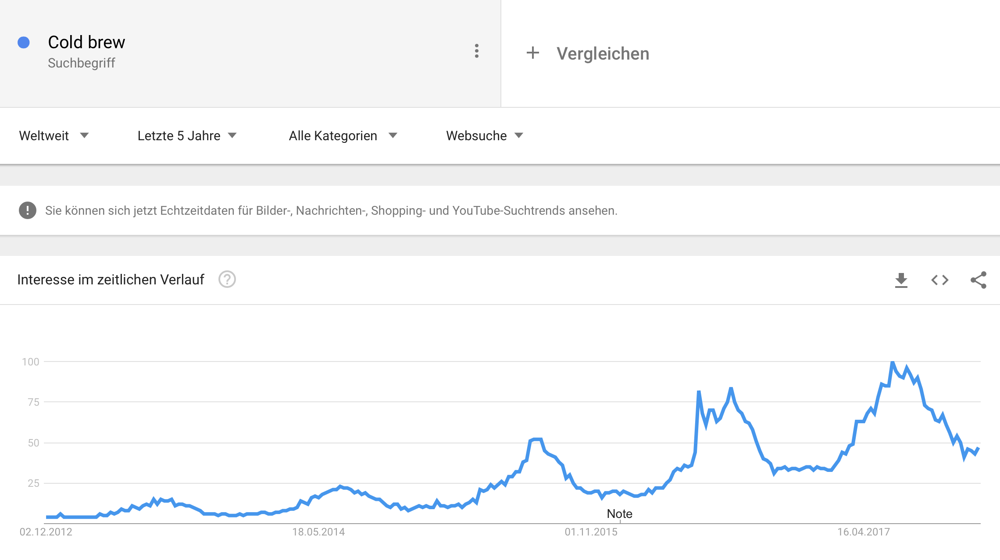 Cold brew
Suchbegriff
Vergleichen
Weltweit
Letzte 5 Jahre
Alle Kategorien
Websuche
Sie können sich jetzt Echtzeitdaten für Bilder-, Nachrichten-, Shopping- und YouTube-Suchtrends ansehen.
Interesse im zeitlichen Verlauf
100
75
50
25
Note
02.12.2012
18.05.2014
01.11.2015
16.04.2017